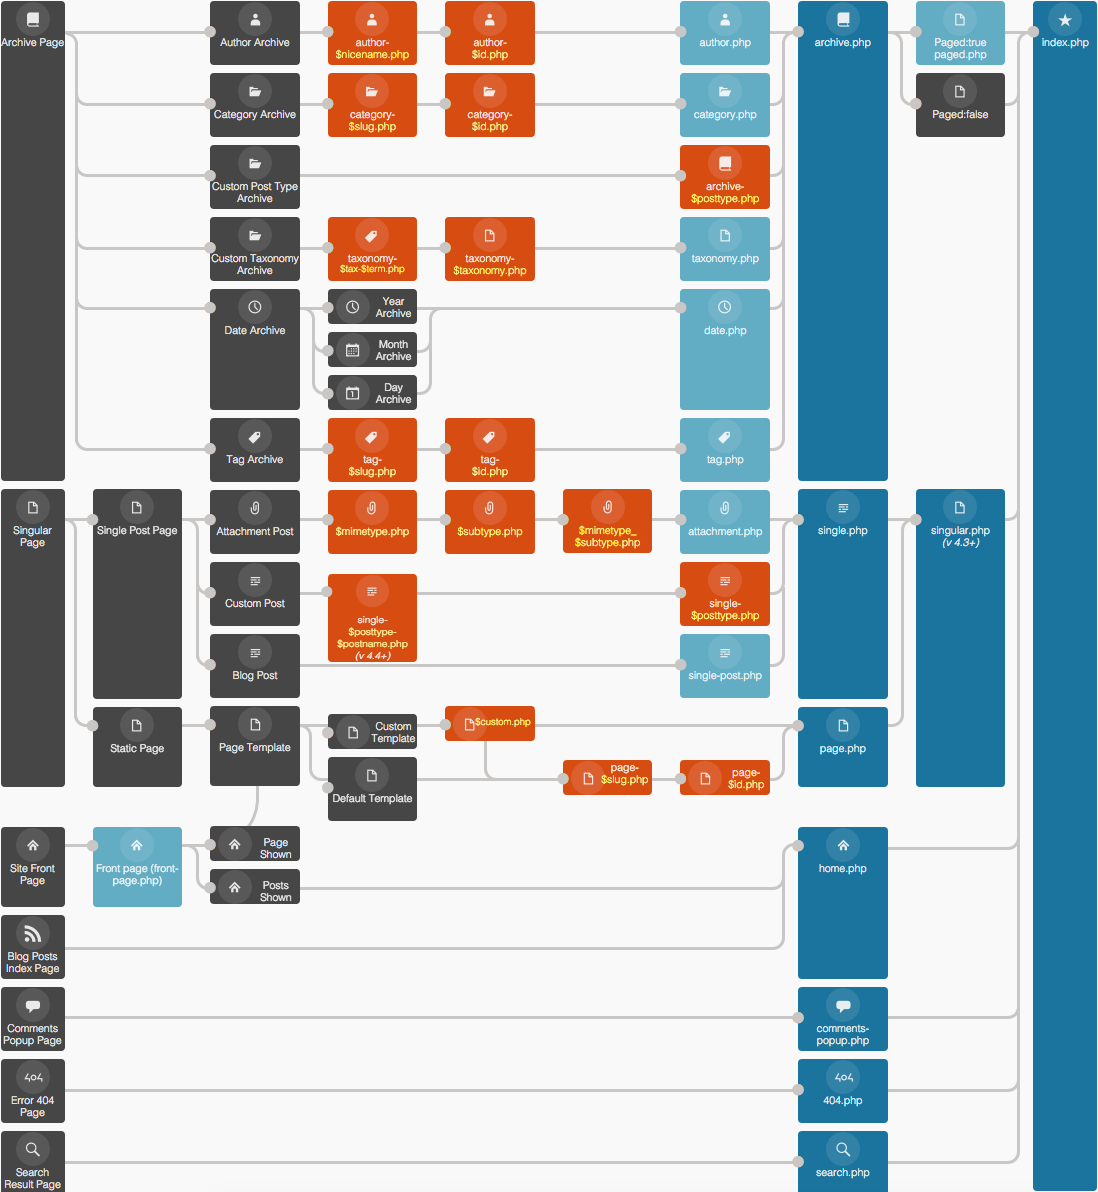 Archive Page
Author Archive
author-
$nicename.php
author-
$id.php
author.php
archive.php
Paged:true
paged.php
index.php
Category Archive
category-
$slug.php
category-
$id.php
category.php
Paged:false
Custom Post Type
Archive
archive-
$posttype.php
Custom Taxonomy
Archive
taxonomy-
$tax-$term.php
taxonomy-
$taxonomy.php
taxonomy.php
Date Archive
Year
Archive
Month
Archive
1
Day
Archive
date.php
Tag Archive
tag-
$slug.php
tag-
$id.php
tag.php
Singular
Page
Single Post Page
Attachment Post
$mimetype.php
$subtype.php
$mimetype_
$subtype.php
attachment.php
single.php
singular.php
(v 4.3+)
Custom Post
single-
$posttype-
$postname.php
(v 4.4+)
single-
$posttype.php
Blog Post
single-post.php
Static Page
Page Template
Custom
Template
$custom.php
page.php
Default Template
page-
$slug.php
page-
$id.php
Site Front
Page
Front page (front-
page.php)
Page
Shown
Posts
Shown
home.php
Blog Posts
Index Page
Comments
Popup Page
comments-
popup.php
404
Error 404
Page
404
404.php
Search
Result Page
search.php